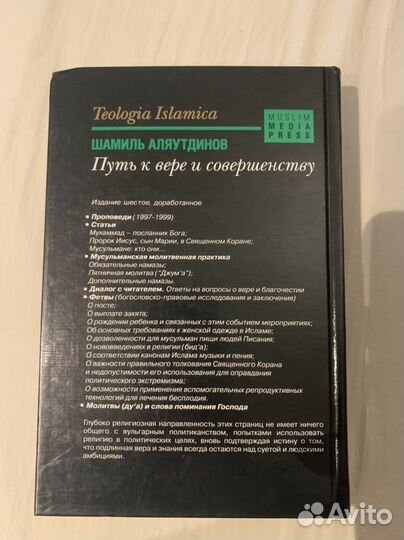 Teologia Islamica
MUSLIM
MEDIA
PRESS
ШАМИЛЬ АЛЯУТДИНОВ
Путь к вере и совершенству
Издание шестое, доработанное
• Проповеди (1997-1999)
• Статьи
Мухаммад – посланник Бога;
Пророк Иисус, сын Марии, в Священном Коране;
Мусульмане: кто они...
• Мусульманская молитвенная практика
Обязательные намазы;
Пятничная молитва ("Джум'а");
Дополнительные намазы.
• Диалог с читателем. Ответы на вопросы о вере и благочестии
• Фетвы (богословско-правовые исследования и заключения)
О посте;
О выплате закята;
О рождении ребенка и связанных с этим событием мероприятиях;
Об основных требованиях к женской одежде в Исламе;
О дозволенности для мусульман пищи людей Писания;
О нововведениях в религии (бид'а);
О соответствии канонам Ислама музыки и пения;
О важности правильного толкования Священного Корана
и недопустимости его использования для оправдания
политического экстремизма;
О возможности применения вспомогательных репродуктивных
технологий для лечения бесплодия.
• Молитвы (ду'а) и слова поминания Господа
Глубоко религиозная направленность этих страниц не имеет ничего
общего с вульгарным политиканством, попытками использовать
религию в политических целях, вновь подтверждая истину о том,
что подлинная вера и знания всегда остаются над суетой и людскими
амбициями.
Avito